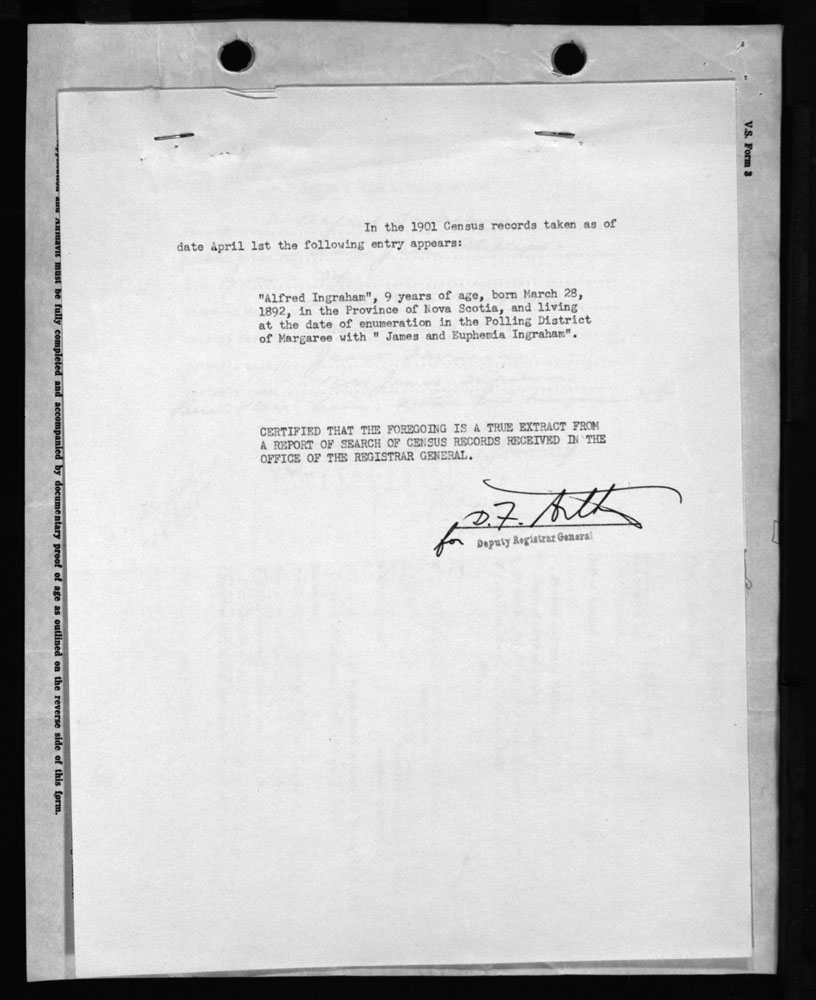 V.S. Form 3
In the 1901 Census records taken as of
date April 1st the following entry appears:
"Alfred Ingraham", 9 years of age, born March 28,
1892, in the Province of Nova Scotia, and living
at the date of enumeration in the Polling District
of Margaree with " James and Euphemia Ingraham".
CERTIFIED THAT THE FOREGOING IS A TRUE EXTRACT FROM
A REPORT OF SEARCH OF CENSUS RECORDS RECEIVED IN THE
OFFICE OF THE REGISTRAR GENERAL.
D.F.
for Deputy Registrar General
must be fully completed and accompanied by documentary proof of age as outlined on the reverse side of this form.